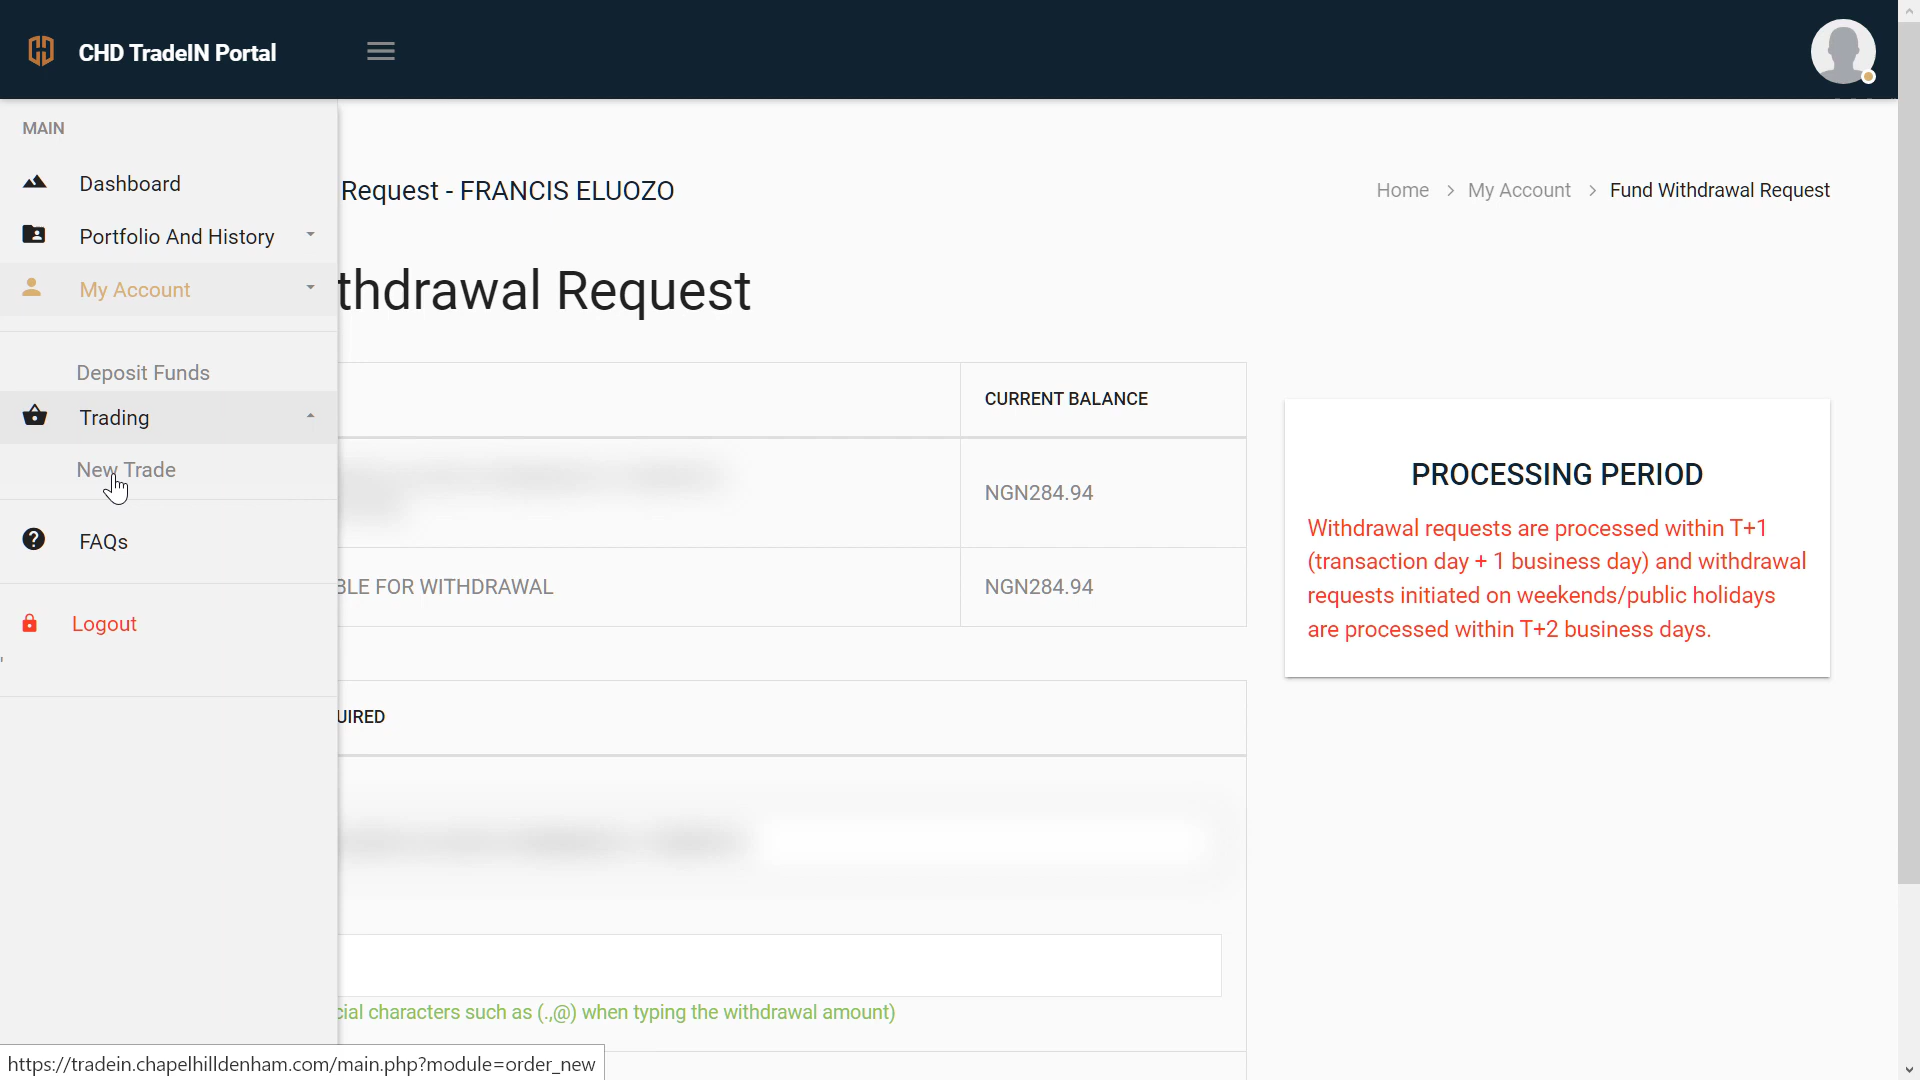 CHD TradeIN Portal
MAIN
Dashboard
Portfolio And History
My Account
Deposit Funds
Trading
New Trade
FAQs
Logout
Request - FRANCIS ELUOZO
Home > My Account > Fund Withdrawal Request
thdrawal Request
CURRENT BALANCE
NGN284.94
BLE FOR WITHDRAWAL
NGN284.94
UIRED
cial characters such as (.,@) when typing the withdrawal amount)
PROCESSING PERIOD
Withdrawal requests are processed within T+1
(transaction day + 1 business day) and withdrawal
requests initiated on weekends/public holidays
are processed within T+2 business days.
https://tradein.chapelhilldenham.com/main.php?module=order_new